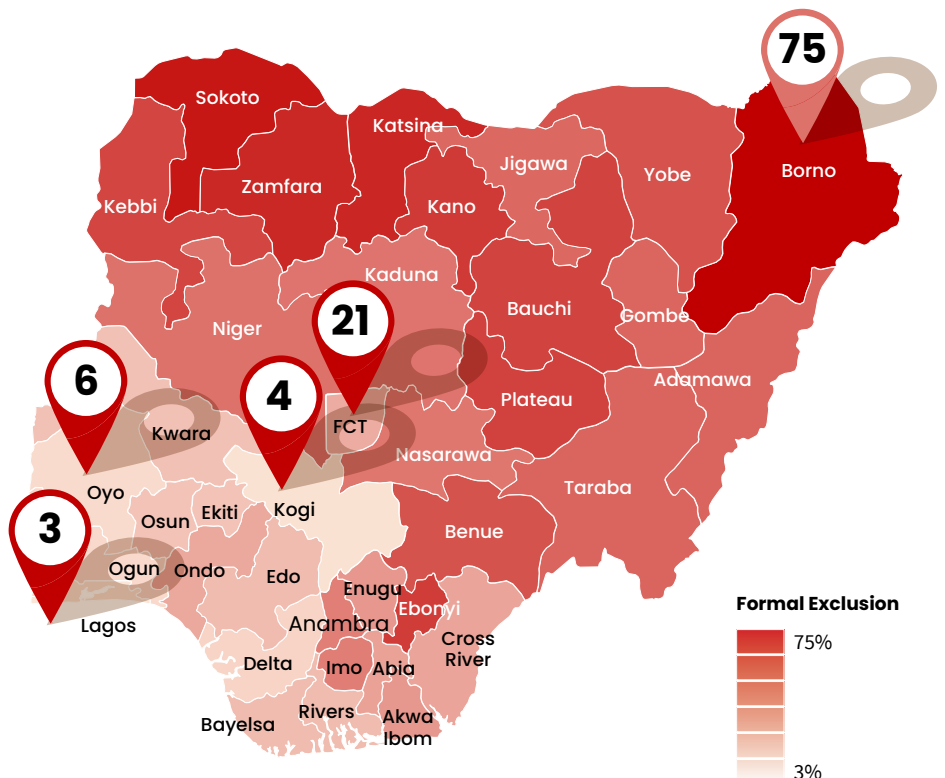 75
Sokoto
Katsina
Jigawa
Yobe
Borno
Zamfara
Kebbi
Kano
Kaduna
Niger
21
Bauchi
Gombe
6
4
Adamawa
Plateau
FCT
Kwara
Nasarawa
Oyo
Taraba
3
Osun
Ekiti
Kogi
Benue
Ogun
Ondo
Edo
Enugu
Ebonyi
Lagos
Anambra
Cross
River
Delta
Imo
Abia
Bayelsa
Rivers
Akwa
Ibom
Formal Exclusion
75%
3%